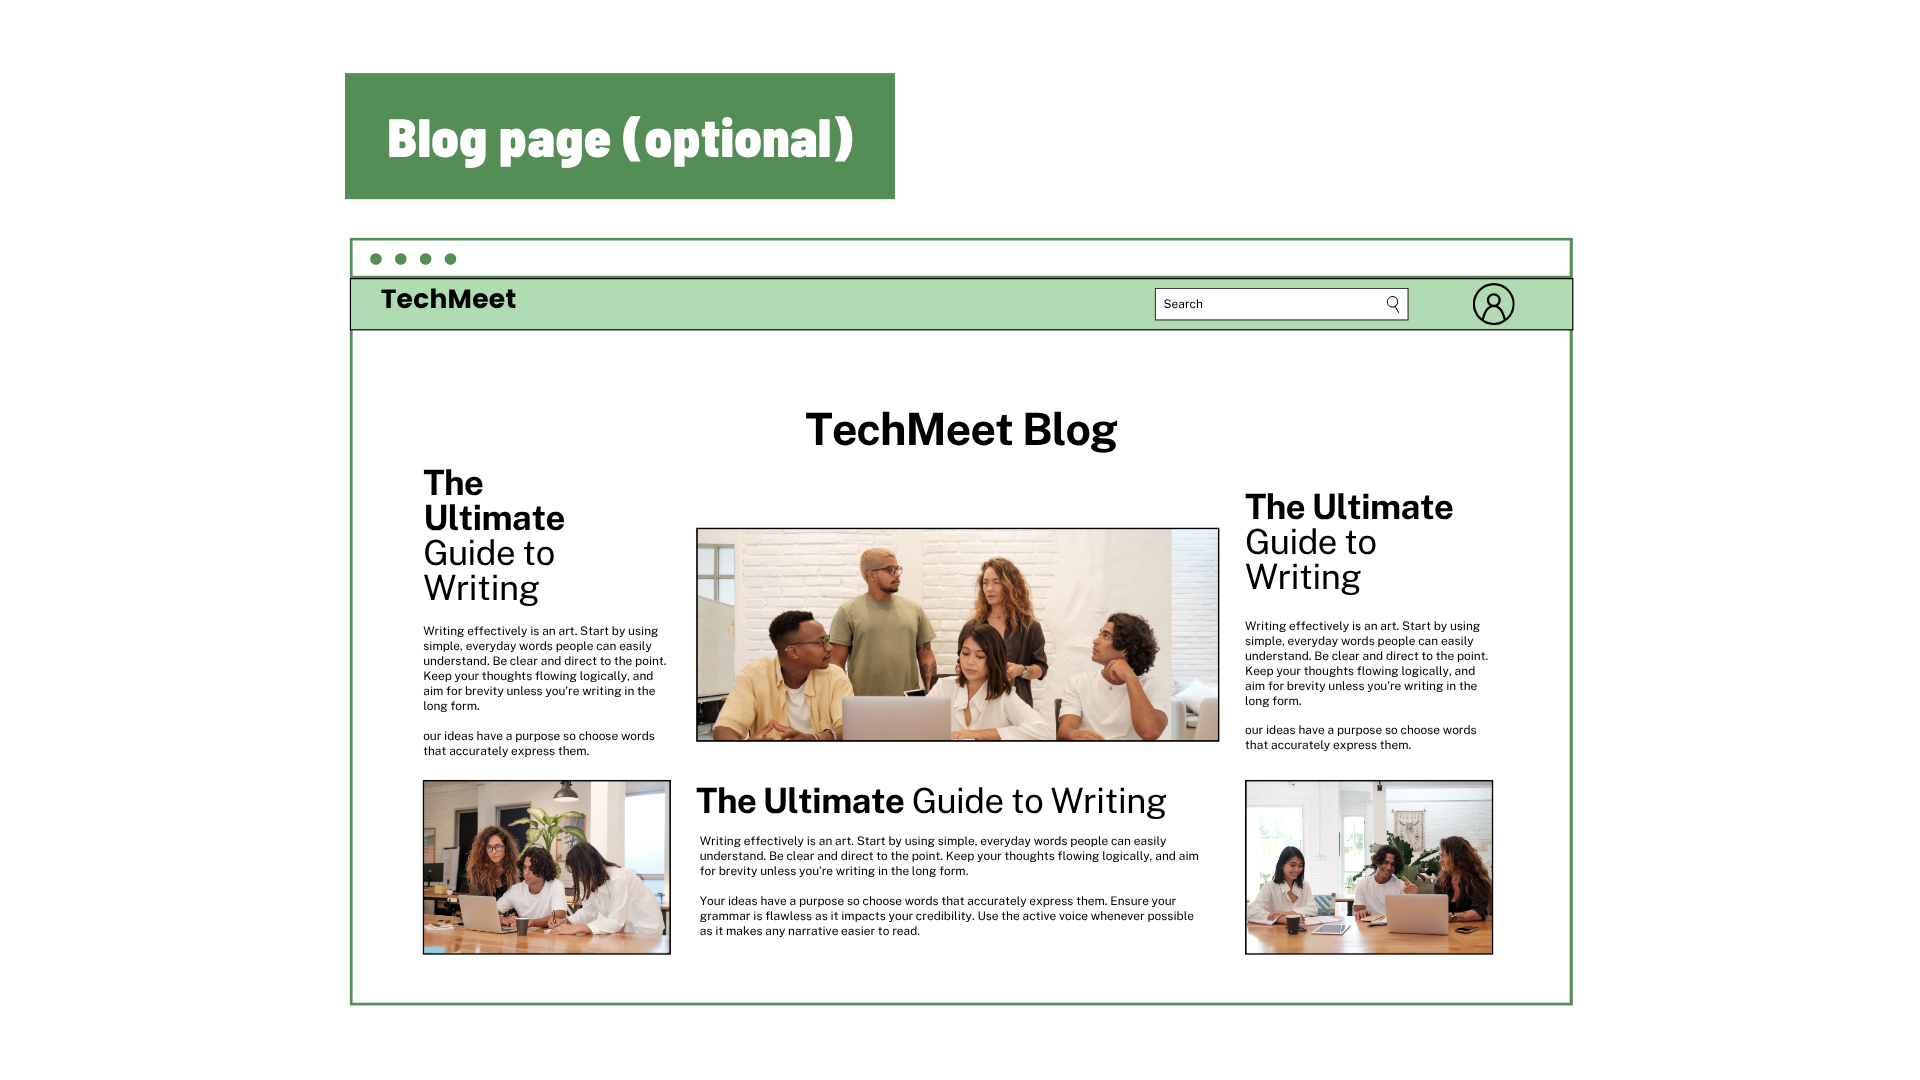 Blog page (optional)
TechMeet
Search
TechMeet Blog
The
Ultimate
Guide to
Writing
Writing effectively is an art. Start by using
simple, everyday words people can easily
understand. Be clear and direct to the point.
Keep your thoughts flowing logically, and
aim for brevity unless you're writing in the
long form.
our ideas have a purpose so choose words
that accurately express them.
The Ultimate Guide to Writing
Writing effectively is an art. Start by using simple, everyday words people can easily
understand. Be clear and direct to the point. Keep your thoughts flowing logically, and aim
for brevity unless you're writing in the long form.
Your ideas have a purpose so choose words that accurately express them. Ensure your
grammar is flawless as it impacts your credibility. Use the active voice whenever possible
as it makes any narrative easier to read.
The Ultimate
Guide to
Writing
Writing effectively is an art. Start by using
simple, everyday words people can easily
understand. Be clear and direct to the point.
Keep your thoughts flowing logically, and
aim for brevity unless you're writing in the
long form.
our ideas have a purpose so choose words
that accurately express them.